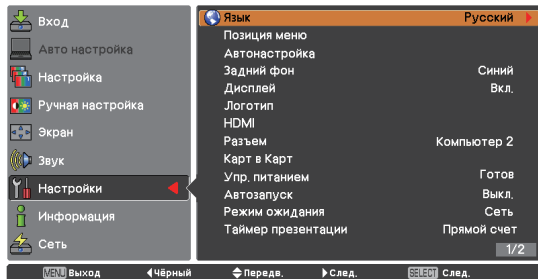 Вход
Авто настройка
Настройка
Ручная настройка
Экран
Звук
Настройки
Информация
Сеть
Язык Русский
Позиция меню
Автонастройка
Задний фон Синий
Дисплей Вкл.
Логотип
HDMI
Разъем Компьютер 2
Карт в Карт
Упр. питанием Готов
Автозапуск Выкл.
Режим ожидания Сеть
Таймер презентации Прямой счет
1/2
MENU Выход Чёрный Передв. След. SELECT След.